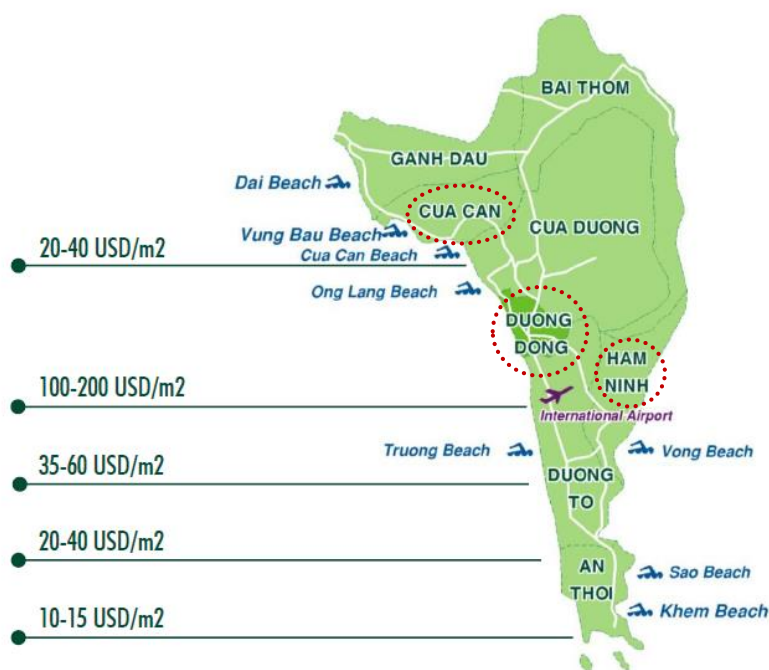 BAI THOM
GANH DAU
Dai Beach
CUA CAN
CUA DUONG
Vung Bau Beach
20-40 USD/m2
Cua Can Beach
Ong Lang Beach
DUONG
DONG
HAM
NINH
100-200 USD/m2
International Airport
Truong Beach
Vong Beach
35-60 USD/m2
DUONG
TO
20-40 USD/m2
AN
THOI
Sao Beach
Khem Beach
10-15 USD/m2